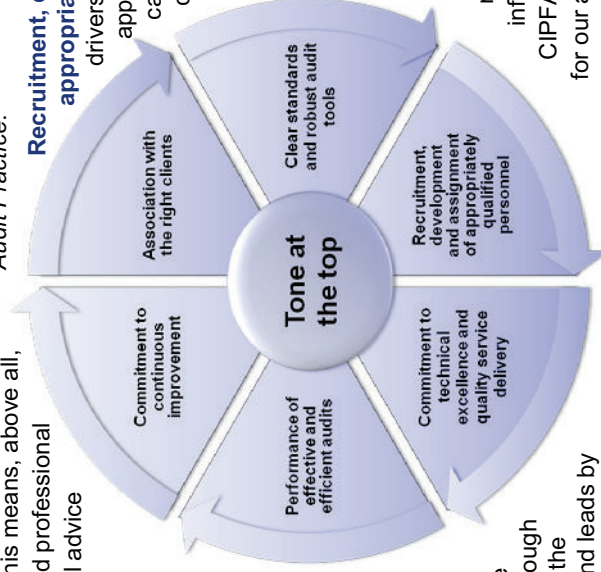 his means, above all,
d professional
l advice
Audit Practice.
Recruitment,
appropria
drivers
app
ca
Association with
the right clients
Clear standards
and robust audit
tools
Recruitment,
development
and assignment
of appropriately
qualified
personnel
Commitment to
technical
excellence and
quality service
delivery
Performance of
effective and
efficient audits
Commitment to
continuous
improvement
Tone at
the top
e
ough
the
nd leads by
inf
CIPFA
for our a